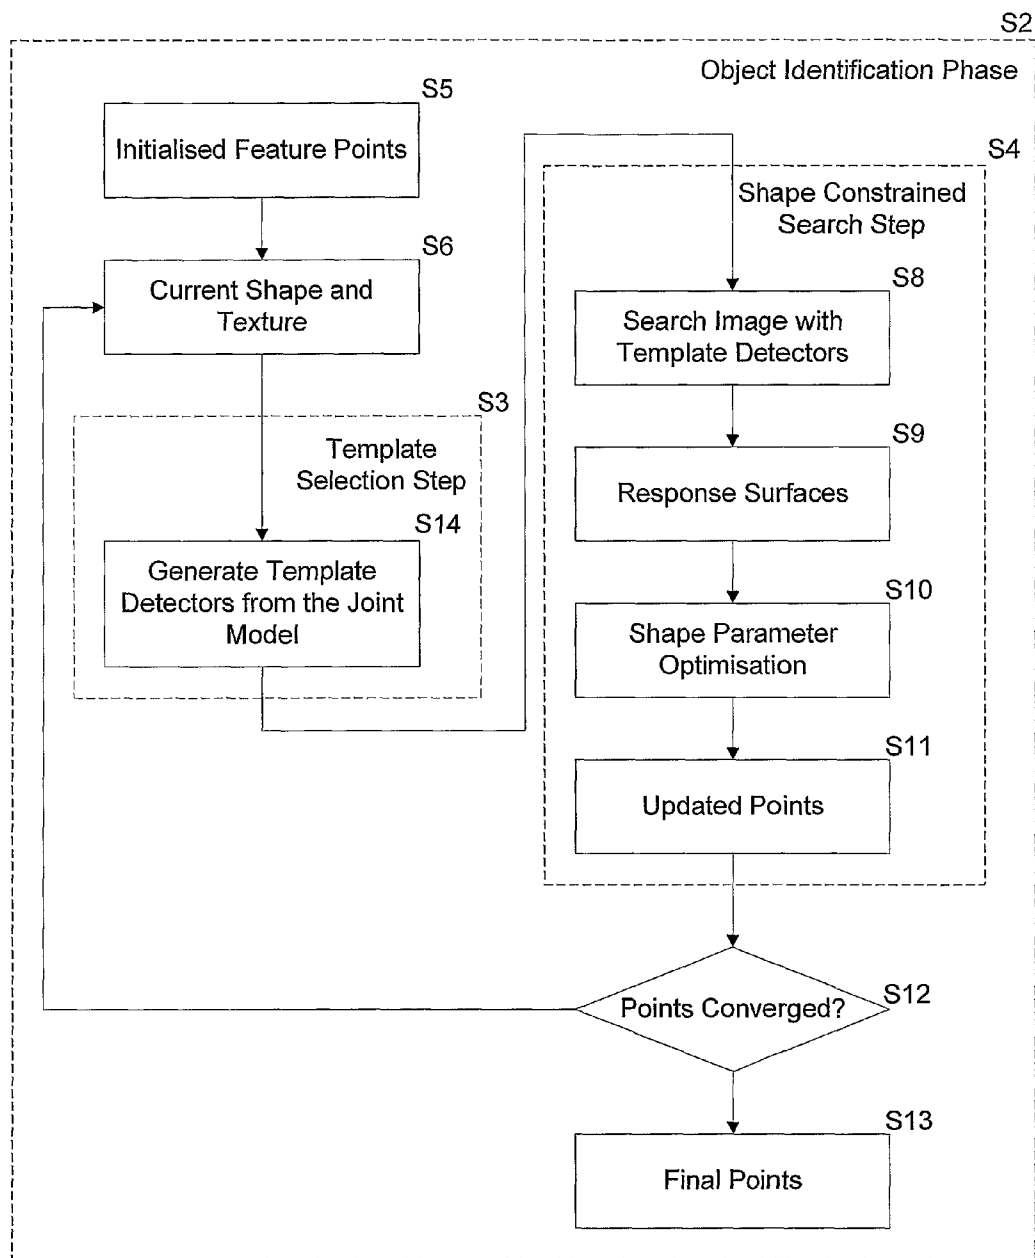 S2
Object Identification Phase
S5
Initialised Feature Points
S6
Current Shape and
Texture
S3
Template
Selection Step
S14
Generate Template
Detectors from the Joint
Model
S4
Shape Constrained
Search Step
S8
Search Image with
Template Detectors
S9
Response Surfaces
S10
Shape Parameter
Optimisation
S11
Updated Points
S12
Points Converged?
S13
Final Points